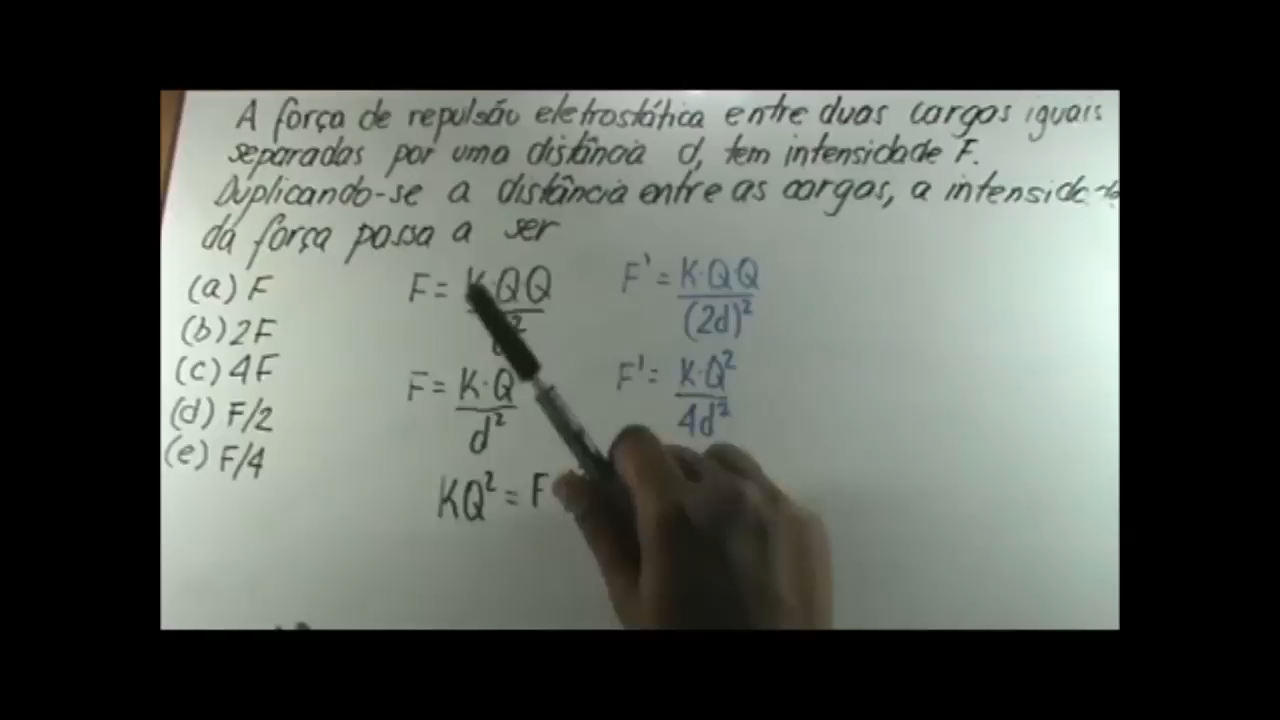 A força de repulsão eletrostática entre duas cargas iguais
separadas por uma distância d, tem intensidade F.
Duplicando-se a distância entre as cargas, a
da força passa a ser
(a) F
(b) 2F
(c) 4F
(d) F/2
(e) F/4
F = K·QQ
F = K·Q
d²
KQ² = F
F' = K·Q·Q
(2d)²
F' = K·Q²
4d²